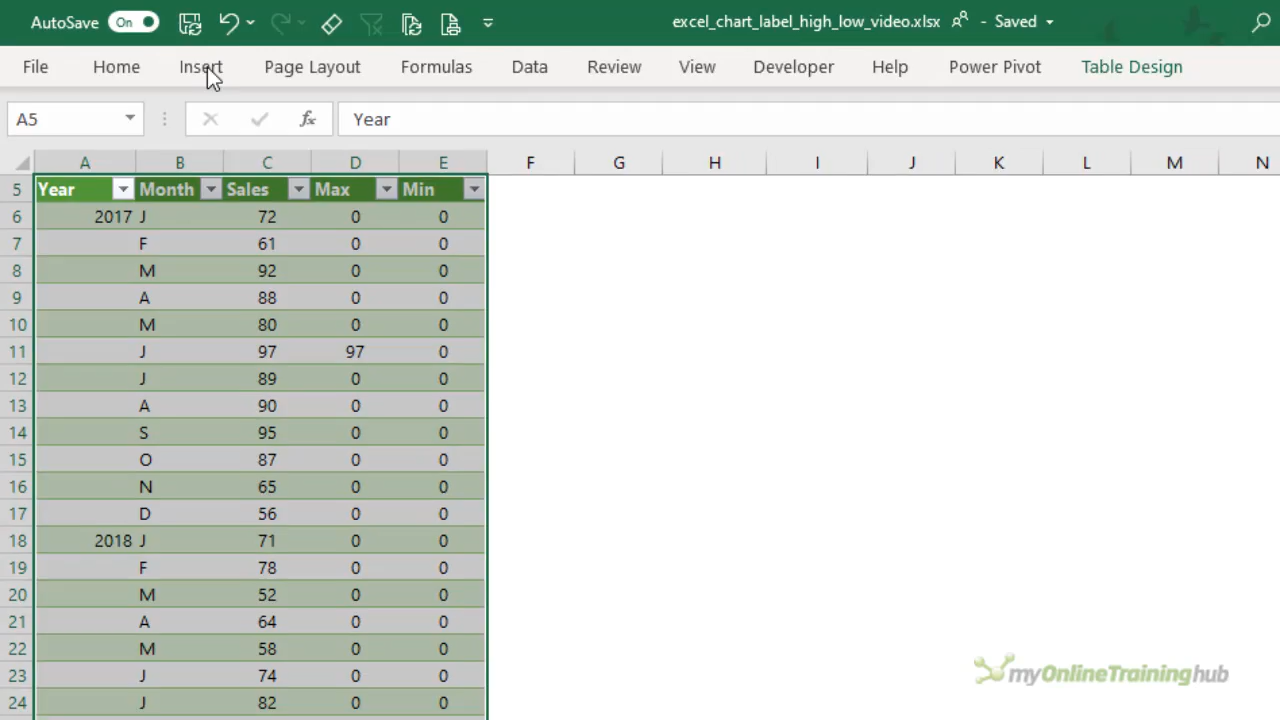 AutoSave On excel_chart_label_high_low_video.xlsx - Saved
File Home Insert Page Layout Formulas Data Review View Developer Help Power Pivot Table Design
A5 fx Year
A B C D E F G H I J K L M N
5 Year Month Sales Max Min
6 2017 J 72 0 0
7 F 61 0 0
8 M 92 0 0
9 A 88 0 0
10 M 80 0 0
11 J 97 97 0
12 J 89 0 0
13 A 90 0 0
14 S 95 0 0
15 O 87 0 0
16 N 65 0 0
17 D 56 0 0
18 2018 J 71 0 0
19 F 78 0 0
20 M 52 0 0
21 A 64 0 0
22 M 58 0 0
23 J 74 0 0
24 J 82 0 0
myOnlineTraininghub